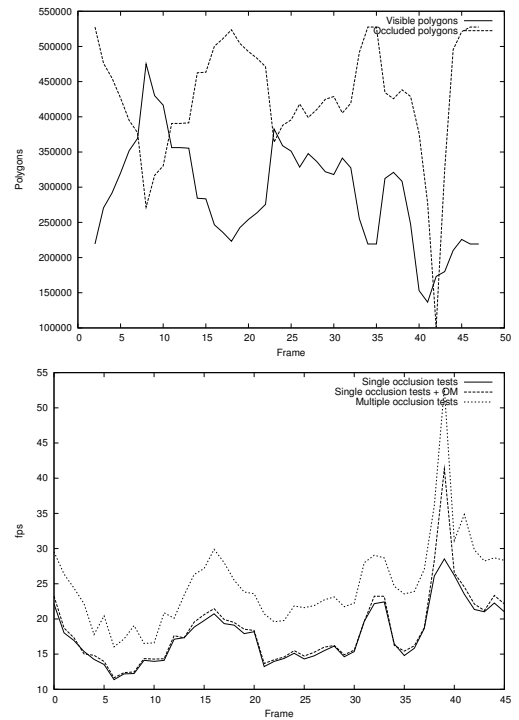 550000
500000
450000
400000
350000
300000
250000
200000
150000
100000
Polygons
Visible polygons
Occluded polygons
0 5 10 15 20 25 30 35 40 45 50
Frame
55
50
45
40
35
30
25
20
15
10
fps
Single occlusion tests
Single occlusion tests + OM
Multiple occlusion tests
0 5 10 15 20 25 30 35 40 45
Frame